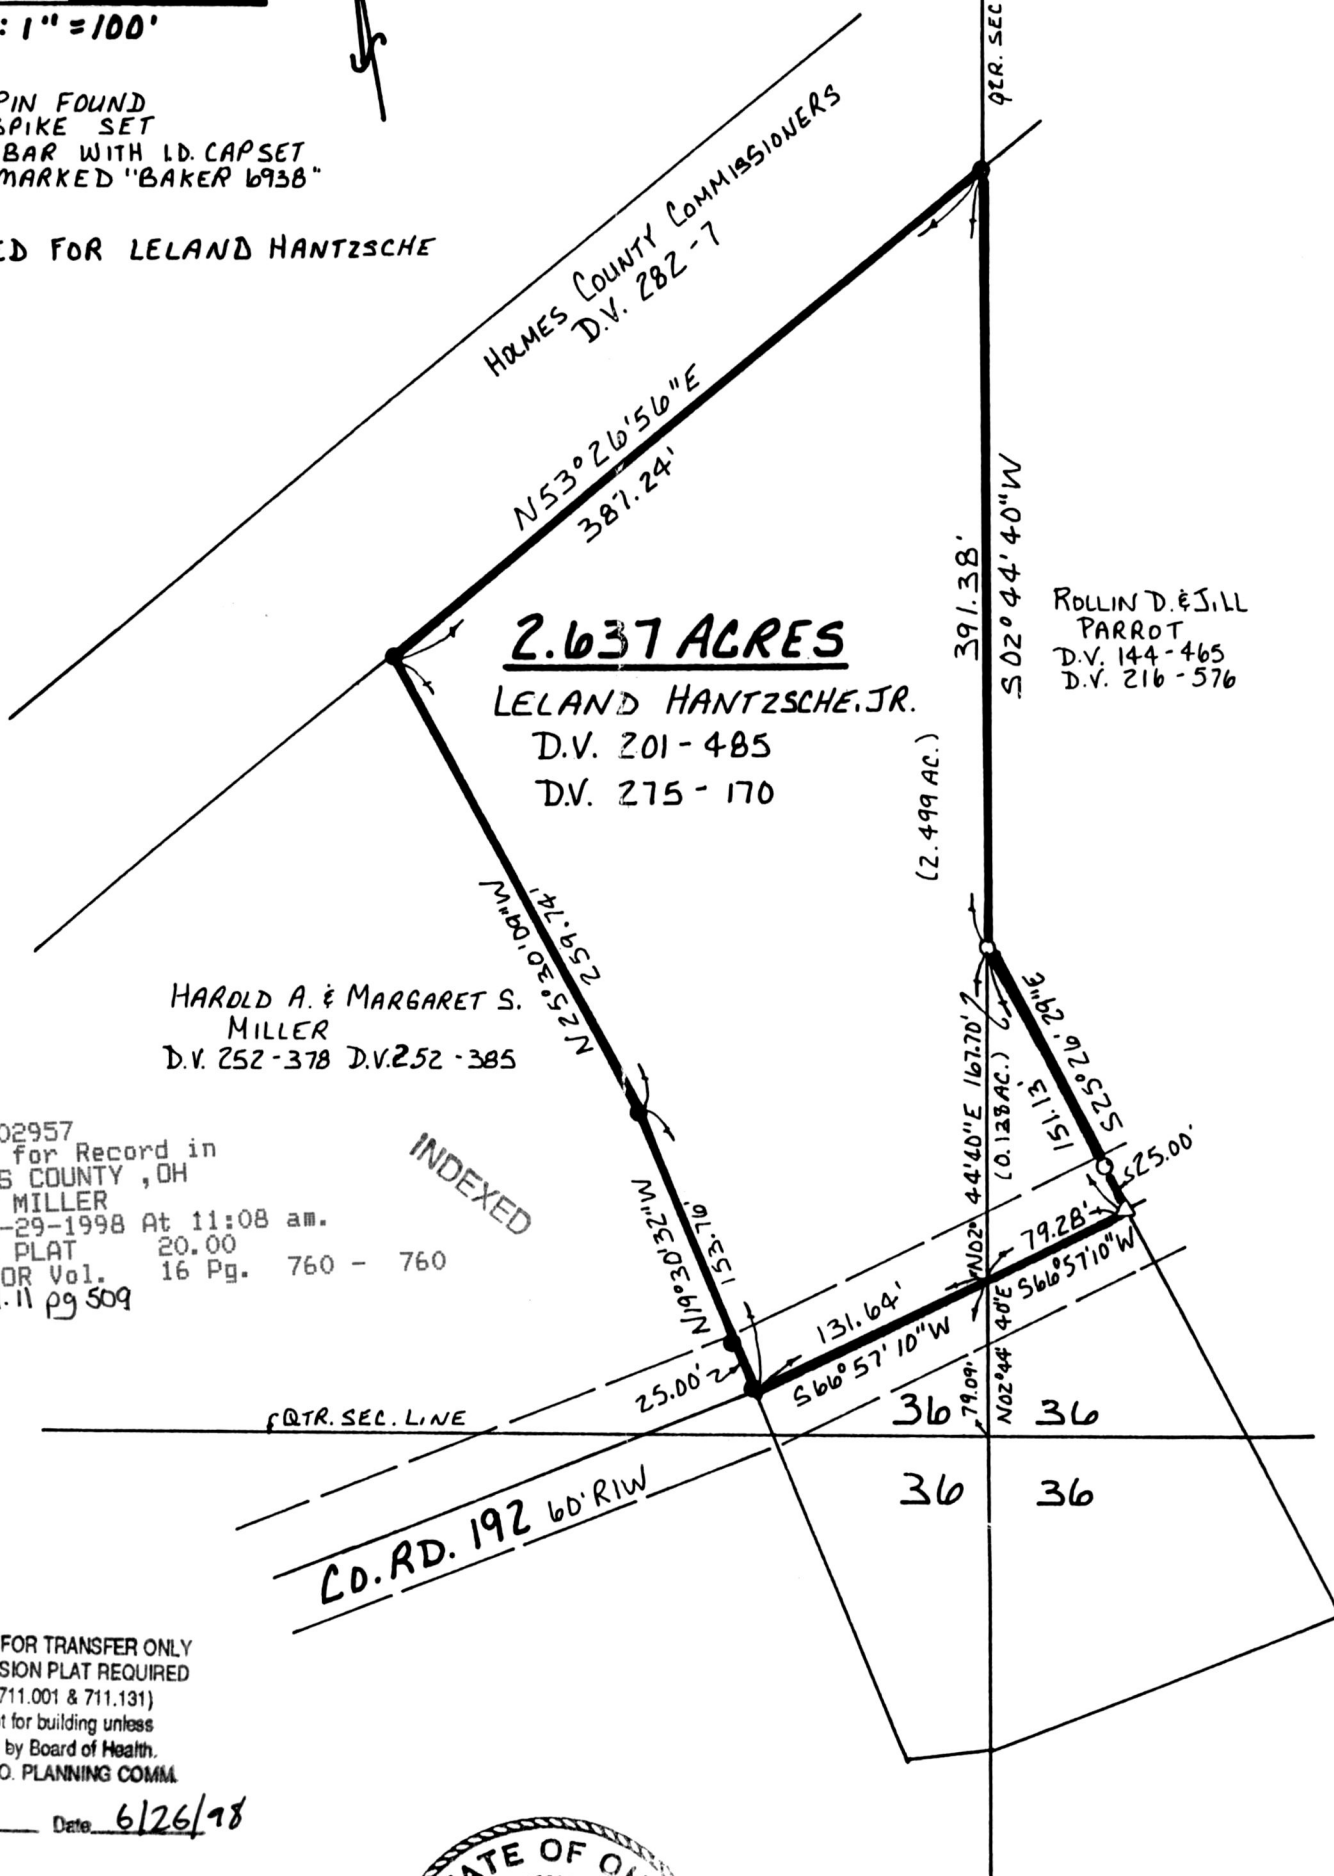 : 1" = 100'
PIN FOUND
SPIKE SET
BAR WITH I.D. CAP SET
MARKED "BAKER 6938"
ED FOR LELAND HANTZSCHE
QTR. SEC
HOLMES COUNTY COMMISSIONERS
D.V. 282-7
N53°26'56"E
387.24'
391.38'
S02°44'40"W
ROLLIN D. & JILL
PARROT
D.V. 144-465
D.V. 216-576
2.637 ACRES
LELAND HANTZSCHE, JR.
D.V. 201-485
D.V. 275-170
(2.499 AC.)
N25°30'09"W
259.74'
HAROLD A. & MARGARET S.
MILLER
D.V. 252-378 D.V. 252-385
N02°44'40"E 167.70'
(0.138 AC.)
S25°26'29"E
151.13'
25.00'
02957
for Record in
S COUNTY ,OH
MILLER
-29-1998 At 11:08 am.
PLAT 20.00
OR Vol. 16 Pg. 760 - 760
.11 pg 509
INDEXED
N19°30'32"W
153.76'
79.28'
S66°57'10"W
131.64'
S66°57'10"W
25.00'
79.09'
N02°44'40"E
QTR. SEC. LINE
36 36
36 36
CO. RD. 192 60' R/W
FOR TRANSFER ONLY
SION PLAT REQUIRED
711.001 & 711.131)
t for building unless
by Board of Health.
O. PLANNING COMM.
Date 6/26/98
ATE OF O